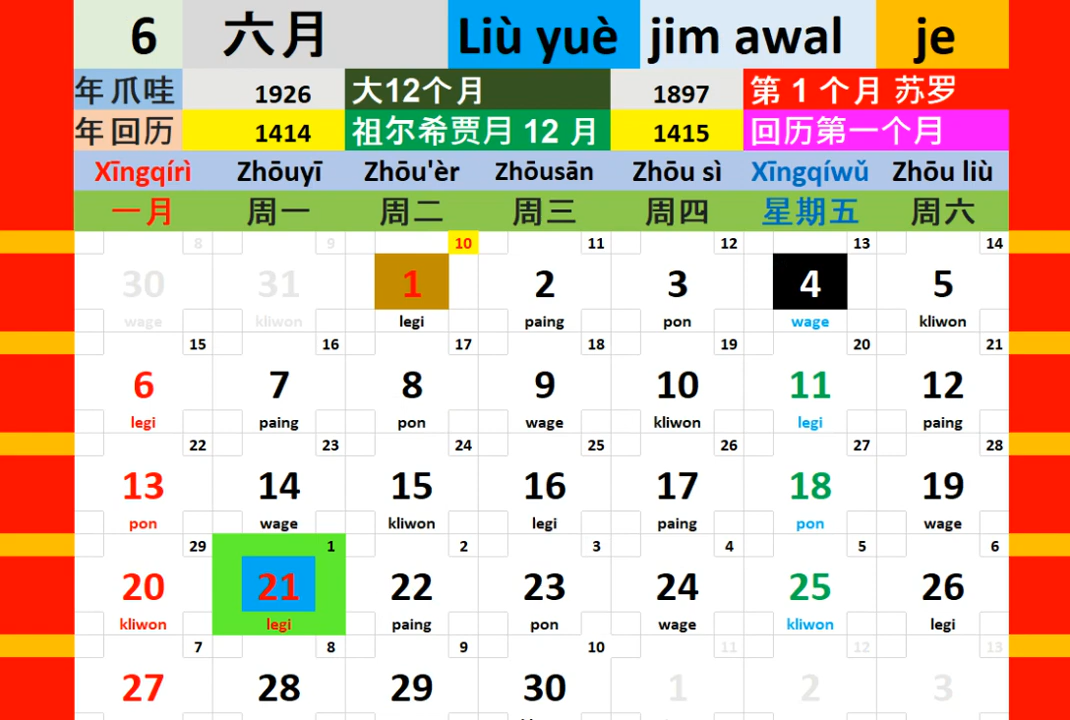 6 六月 Liù yuè jim awal je
年爪哇 1926 大12个月 1897 第 1 个月 苏罗
年回历 1414 祖尔希贾月 12 月 1415 回历第一个月
Xīngqírì Zhōuyī Zhōu'èr Zhōusān Zhōu sì Xīngqíwǔ Zhōu liù
一月 周一 周二 周三 周四 星期五 周六
8 9 10 11 12 13 14
30 31 1 2 3 4 5
wage kliwon legi paing pon wage kliwon
15 16 17 18 19 20 21
6 7 8 9 10 11 12
legi paing pon wage kliwon legi paing
22 23 24 25 26 27 28
13 14 15 16 17 18 19
pon wage kliwon legi paing pon wage
29 1 2 3 4 5 6
20 21 22 23 24 25 26
kliwon legi paing pon wage kliwon legi
7 8 9 10 11 12 13
27 28 29 30 1 2 3